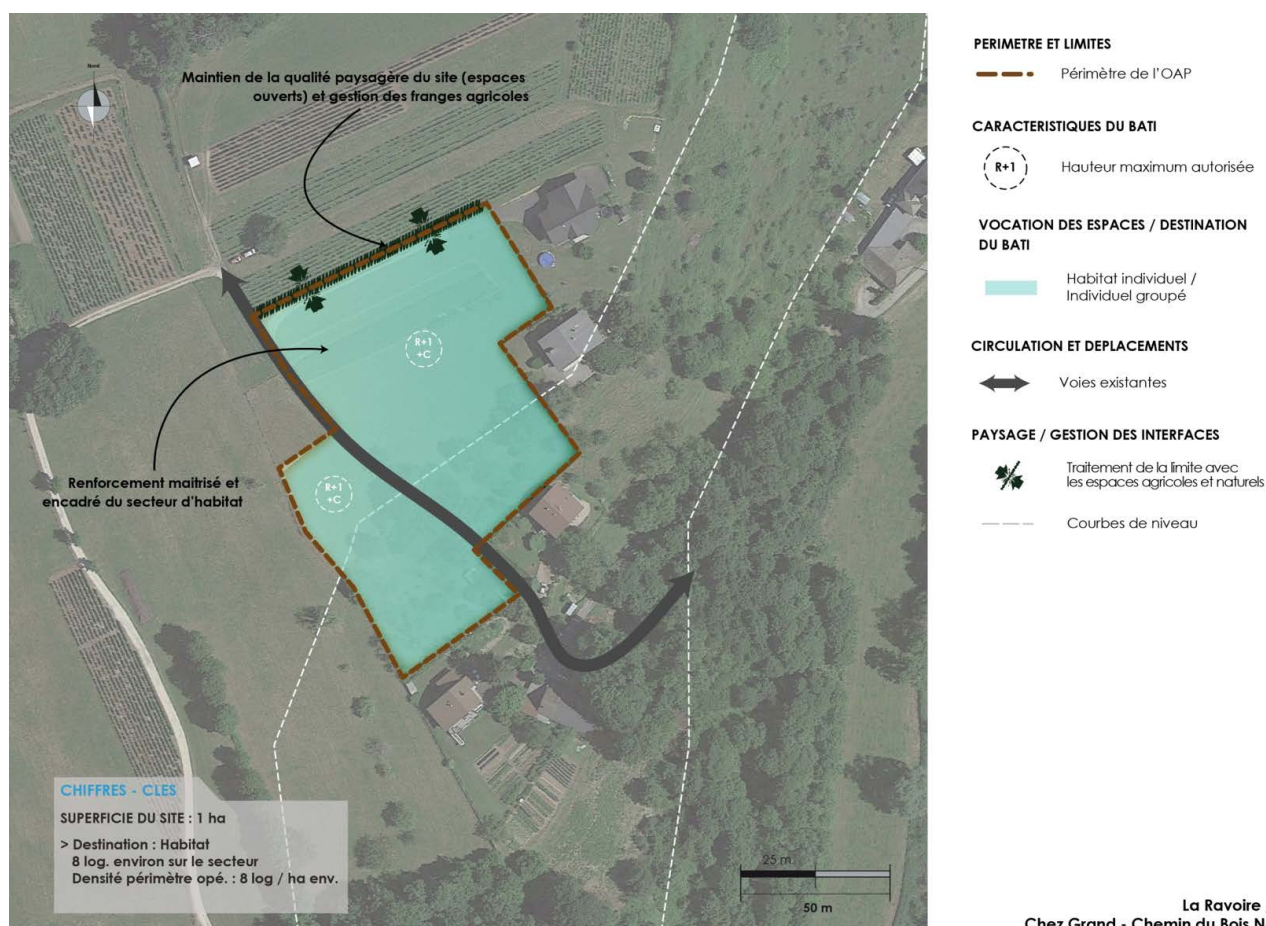 Nord
Maintien de la qualité paysagère du site (espaces
ouverts) et gestion des franges agricoles
R+1
+C
R+1
+C
Renforcement maitrisé et
encadré du secteur d'habitat
CHIFFRES - CLES
SUPERFICIE DU SITE : 1 ha
> Destination : Habitat
8 log. environ sur le secteur
Densité périmètre opé. : 8 log / ha env.
25 m
50 m
PERIMETRE ET LIMITES
Périmètre de l'OAP
CARACTERISTIQUES DU BATI
R+1
Hauteur maximum autorisée
VOCATION DES ESPACES / DESTINATION
DU BATI
Habitat individuel /
Individuel groupé
CIRCULATION ET DEPLACEMENTS
Voies existantes
PAYSAGE / GESTION DES INTERFACES
Traitement de la limite avec
les espaces agricoles et naturels
Courbes de niveau
La Ravoire
Chez Grand - Chemin du Bois N